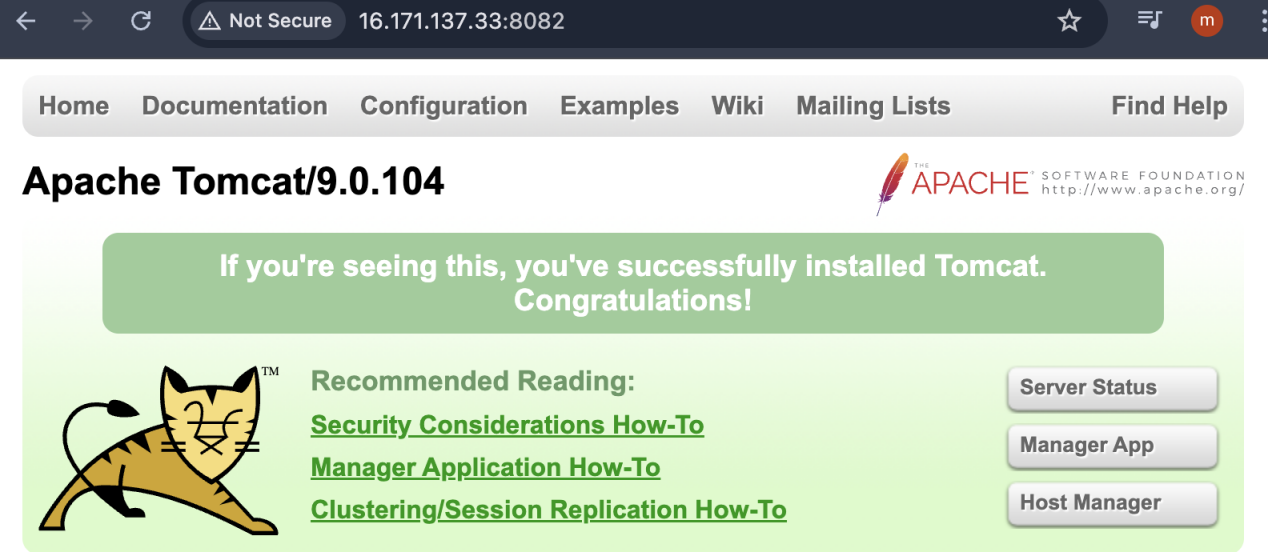 Not Secure 16.171.137.33:8082 m
Home Documentation Configuration Examples Wiki Mailing Lists Find Help
Apache Tomcat/9.0.104
THE
APACHE
SOFTWARE FOUNDATION
http://www.apache.org/
If you're seeing this, you've successfully installed Tomcat.
Congratulations!
TM
Recommended Reading:
Security Considerations How-To
Manager Application How-To
Clustering/Session Replication How-To
Server Status
Manager App
Host Manager